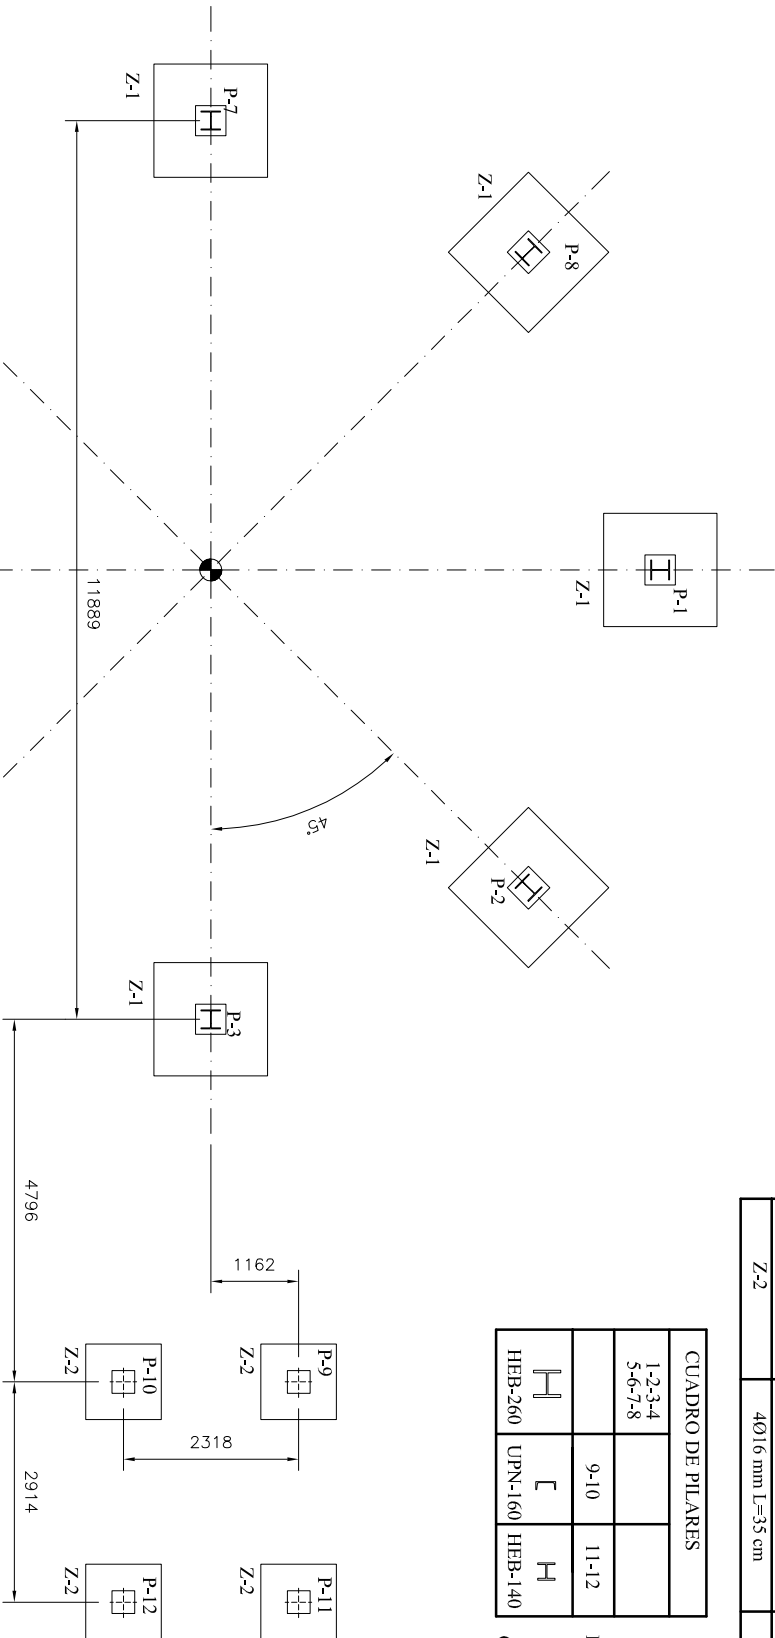 P-7
Z-1
P-8
Z-1
P-1
Z-1
11889
45°
P-2
Z-1
P-3
Z-1
4796
1162
P-9
Z-2
P-10
Z-2
2318
2914
P-11
Z-2
P-12
Z-2
Z-2
4Ø16 mm L=35 cm
CUADRO DE PILARES
1-2-3-4
5-6-7-8
9-10
11-12
HEB-260
UPN-160
HEB-140